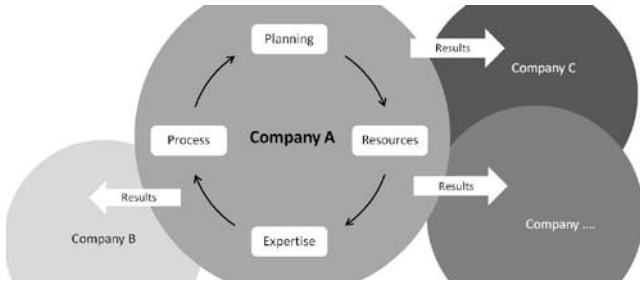 Planning
Results
Company C
Process
Company A
Resources
Results
Results
Company B
Expertise
Company ....